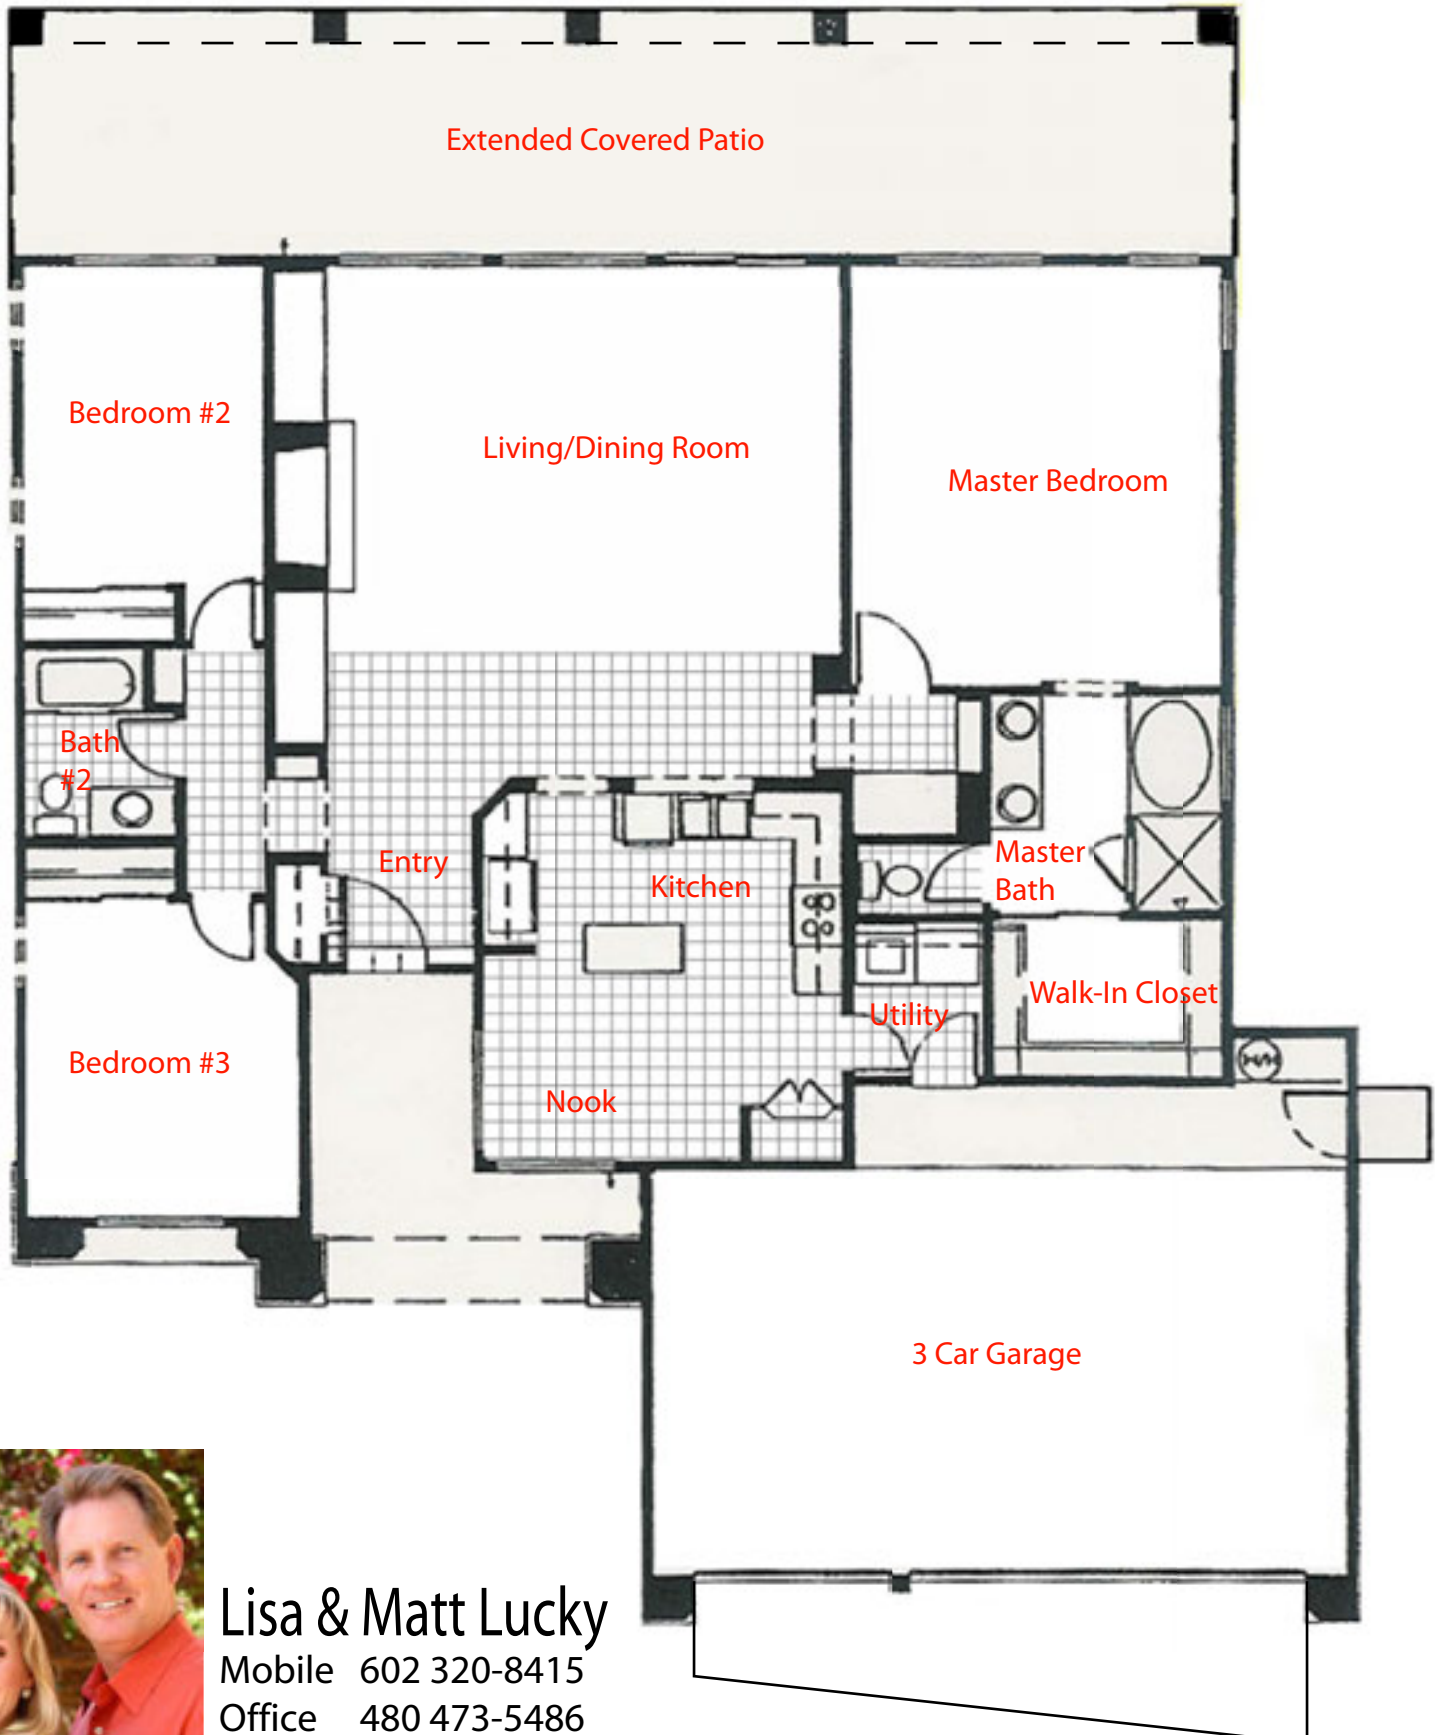 Extended Covered Patio
Bedroom #2
Living/Dining Room
Master Bedroom
Bath
#2
Entry
Kitchen
Master
Bath
Walk-In Closet
Utility
Bedroom #3
Nook
3 Car Garage
Lisa & Matt Lucky
Mobile 602 320-8415
Office 480 473-5486